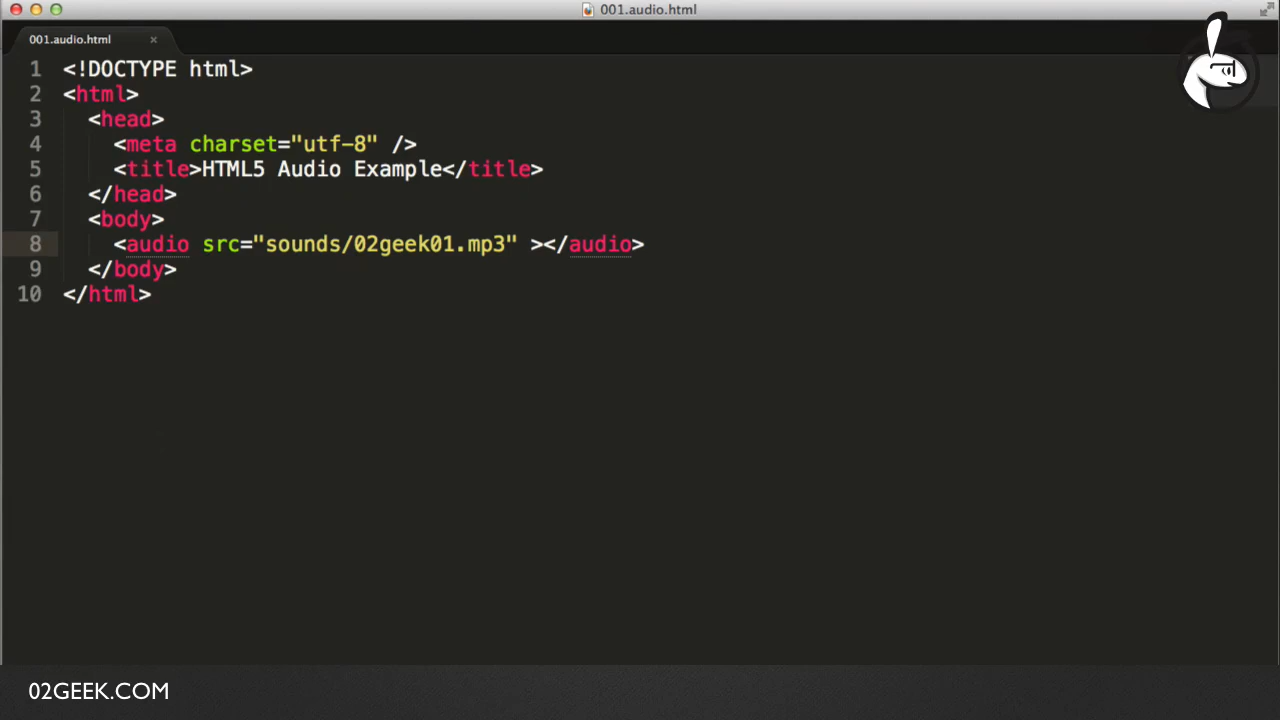 001.audio.html
001.audio.html ×
1 <!DOCTYPE html>
2 <html>
3 <head>
4 <meta charset="utf-8" />
5 <title>HTML5 Audio Example</title>
6 </head>
7 <body>
8 <audio src="sounds/02geek01.mp3" ></audio>
9 </body>
10 </html>
02GEEK.COM